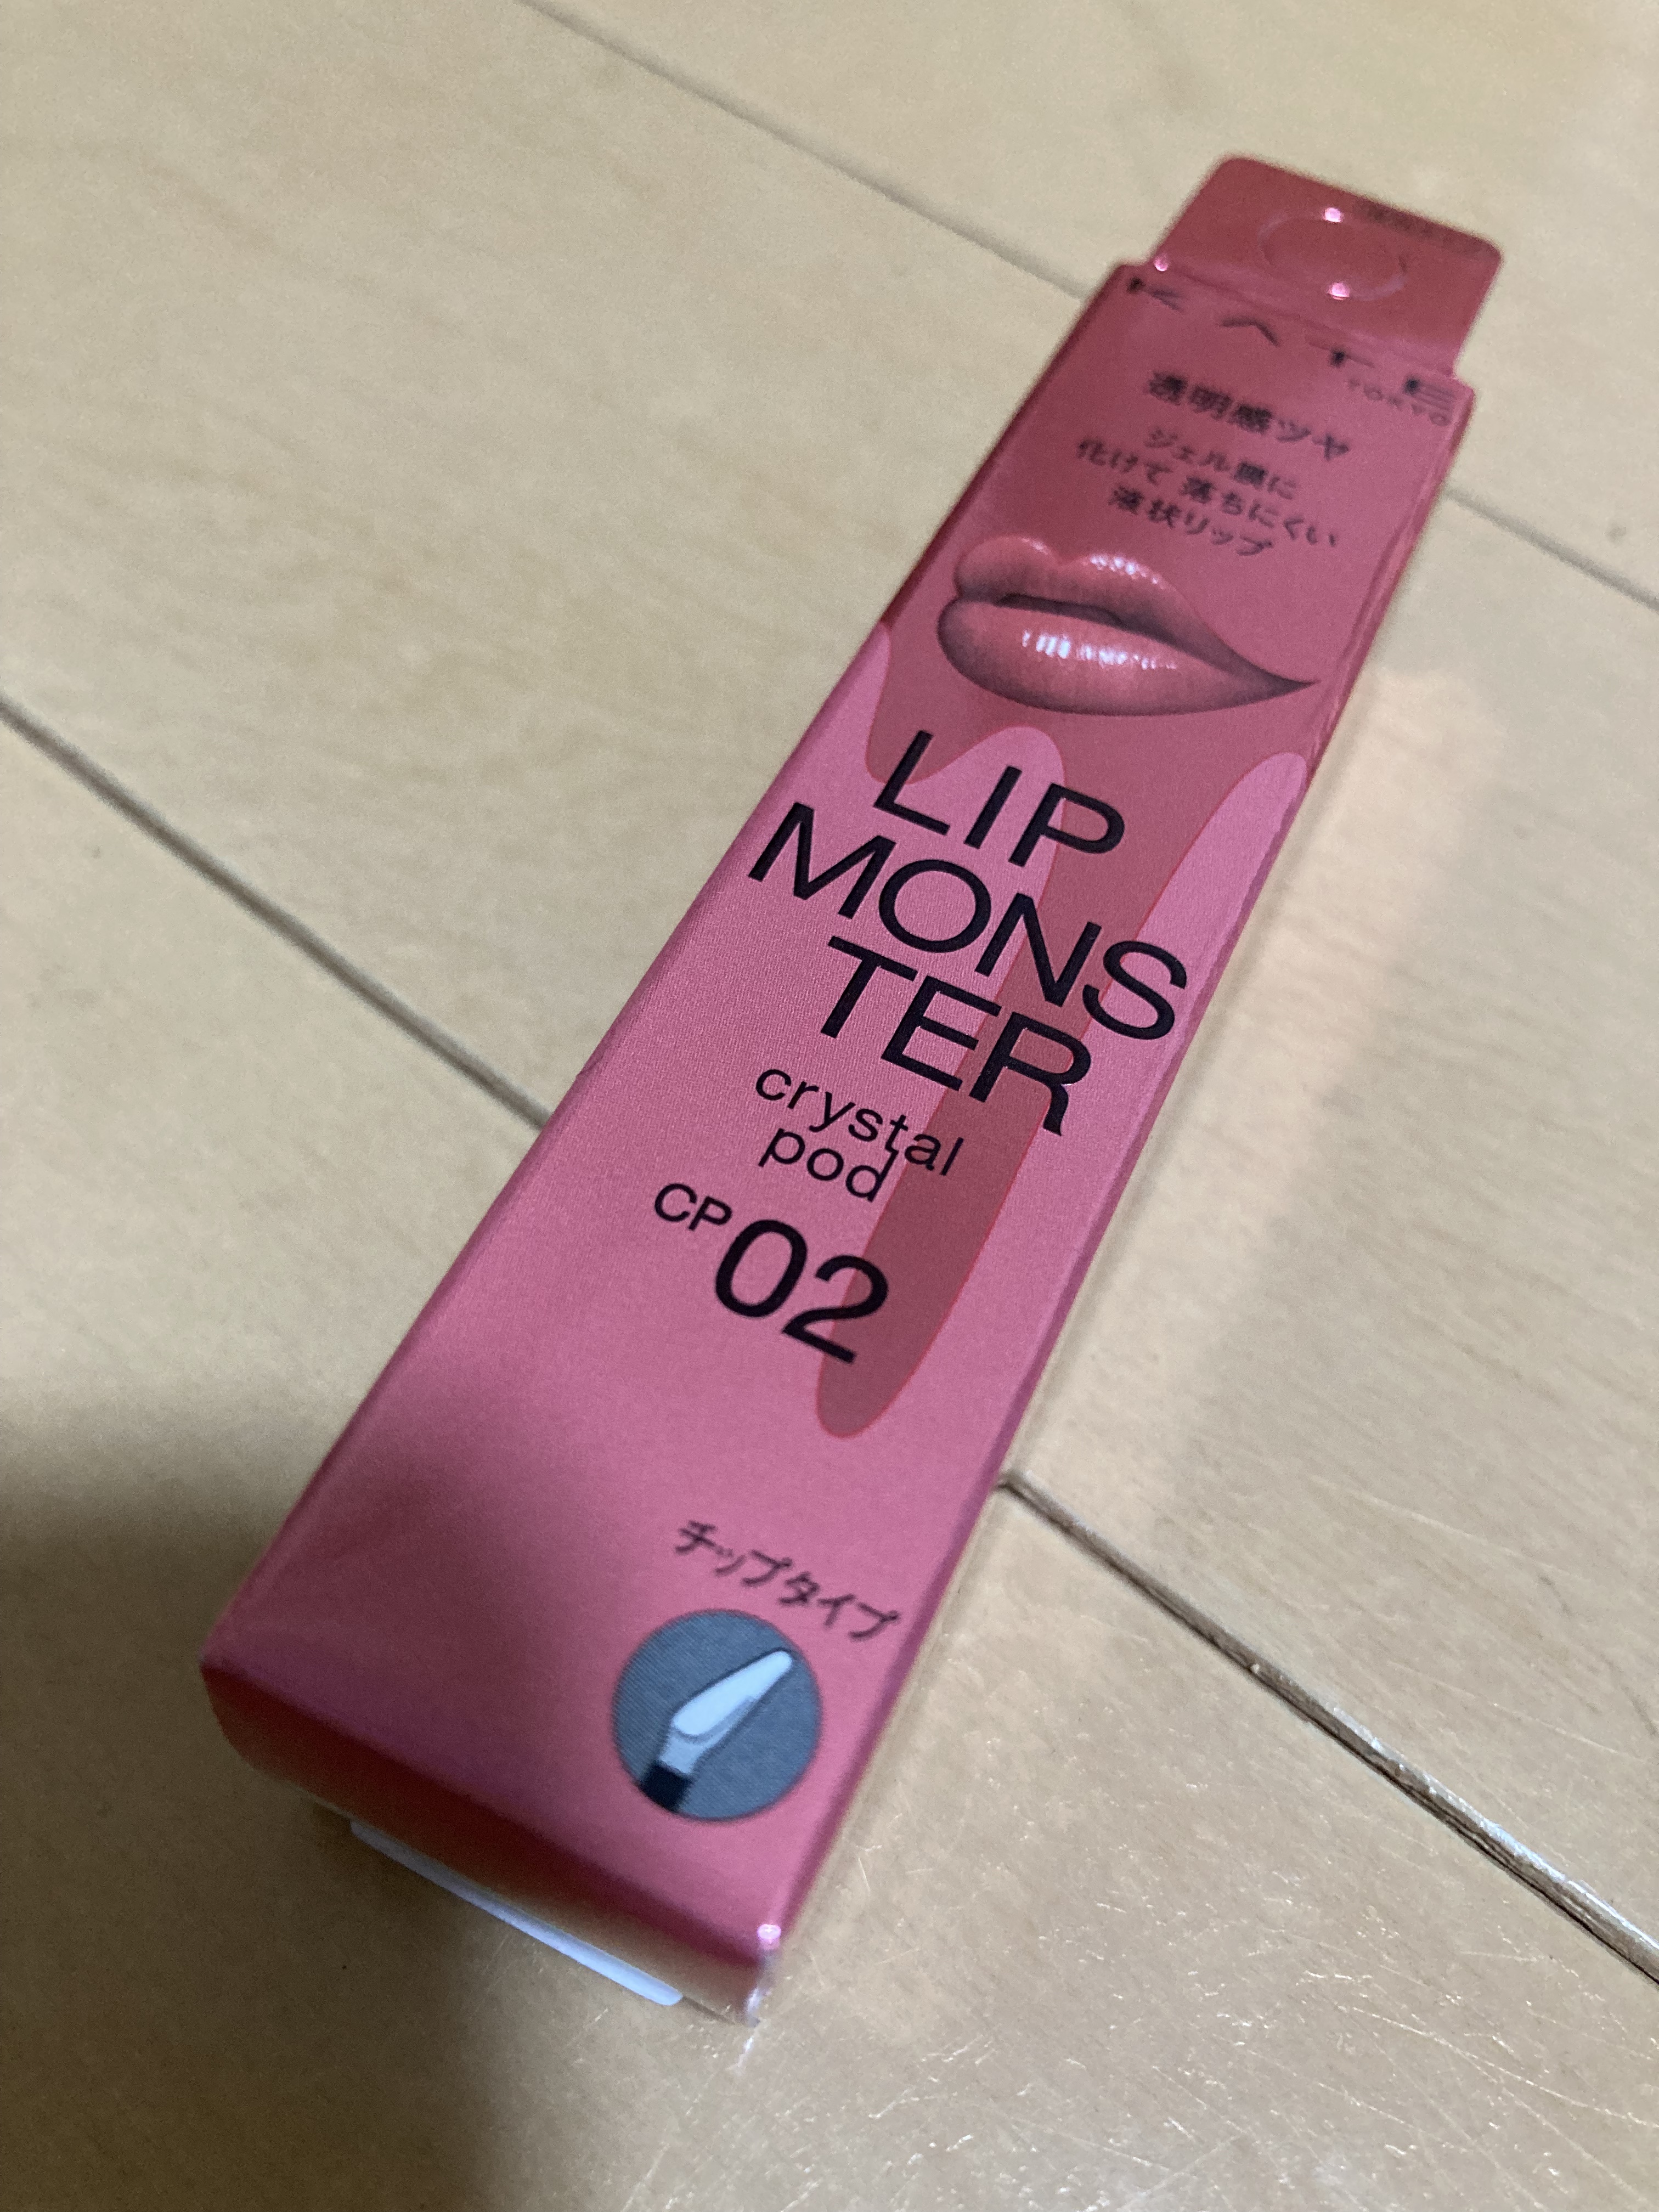 KATE
TOKYO
透明感ツヤ
ジェル膜に
化けて 落ちにくい
液状リップ
LIP
MONS
TER
crystal
pod
CP 02
チップタイプ